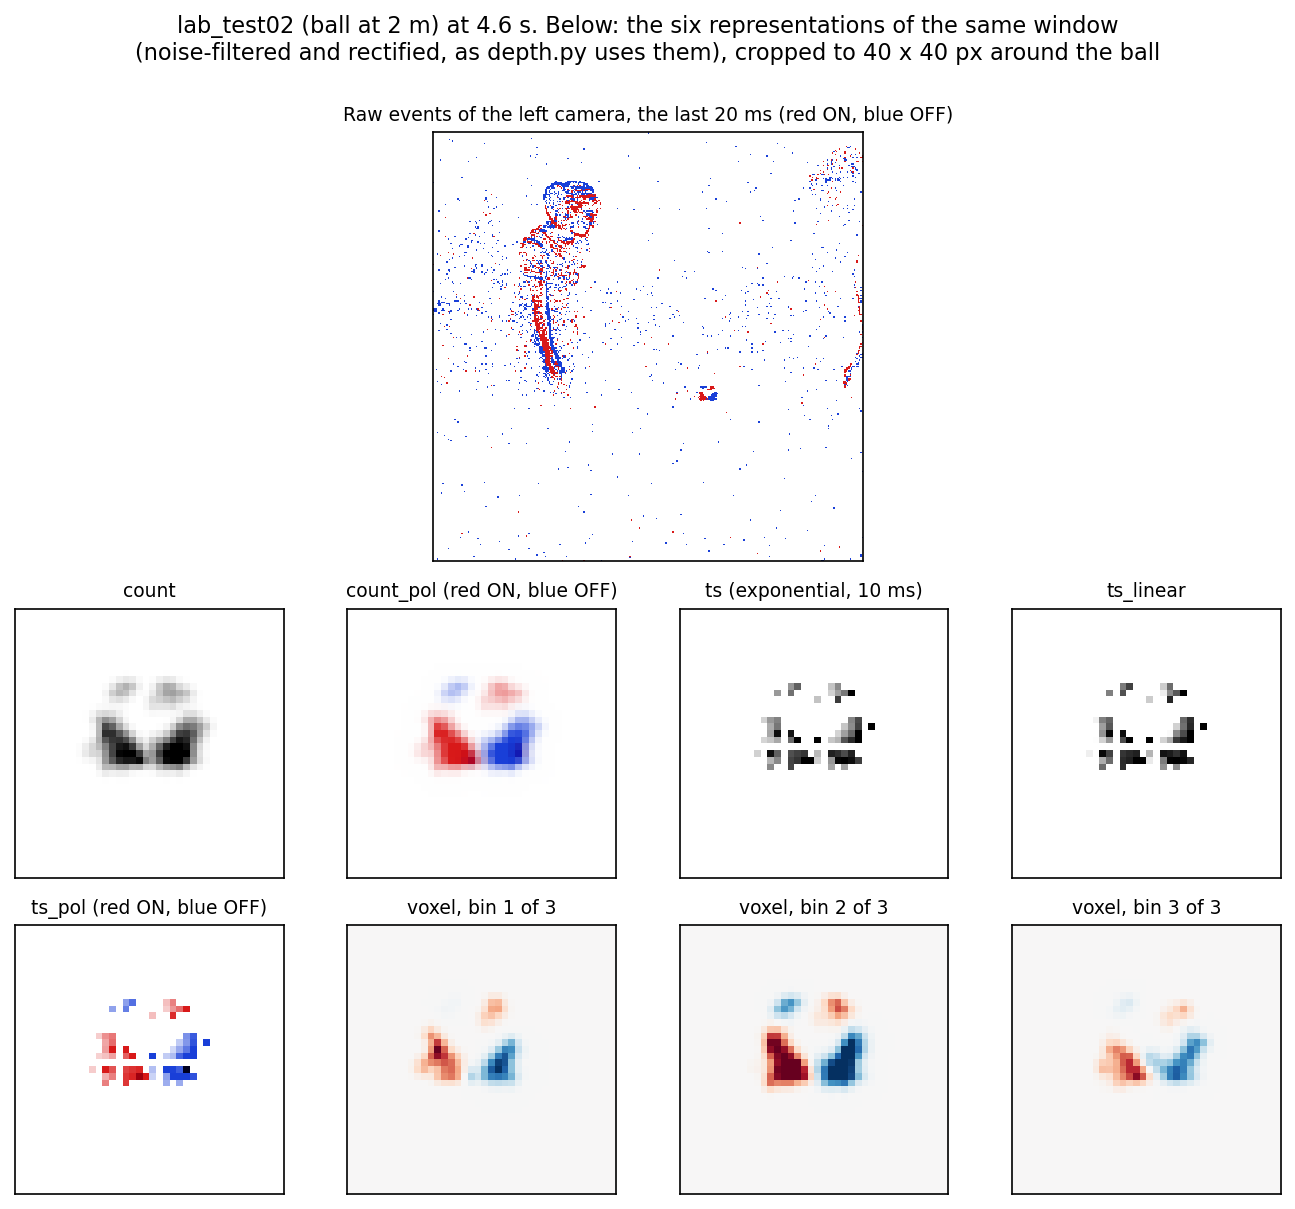 lab_test02 (ball at 2 m) at 4.6 s. Below: the six representations of the same window
(noise-filtered and rectified, as depth.py uses them), cropped to 40 x 40 px around the ball
Raw events of the left camera, the last 20 ms (red ON, blue OFF)
count
count_pol (red ON, blue OFF)
ts (exponential, 10 ms)
ts_linear
ts_pol (red ON, blue OFF)
voxel, bin 1 of 3
voxel, bin 2 of 3
voxel, bin 3 of 3